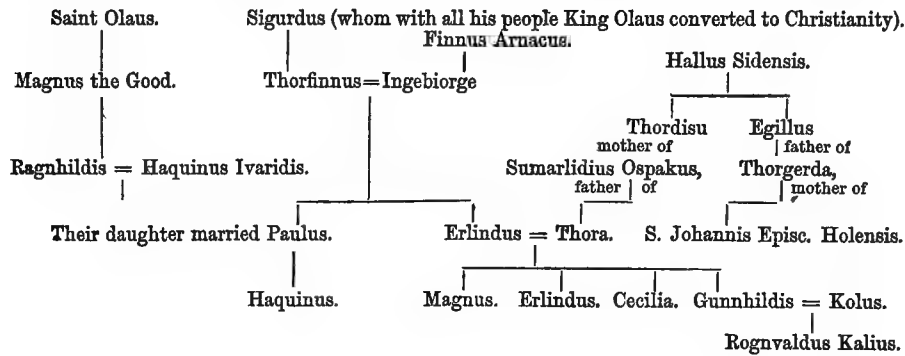 Saint Olaus. Sigurdus (whom with all his people King Olaus converted to Christianity).
Finnus Arnacus.
Hallus Sidensis.
Magnus the Good. Thorfinnus=Ingebiorge
Thordisu Egillus
mother of father of
Ragnhildis = Haquinus Ivaridis. Sumarlidius Ospakus, Thorgerda,
father of mother of
Their daughter married Paulus. Erlindus = Thora. S. Johannis Episc. Holensis.
Haquinus. Magnus. Erlindus. Cecilia. Gunnhildis = Kolus.
Rognvaldus Kalius.